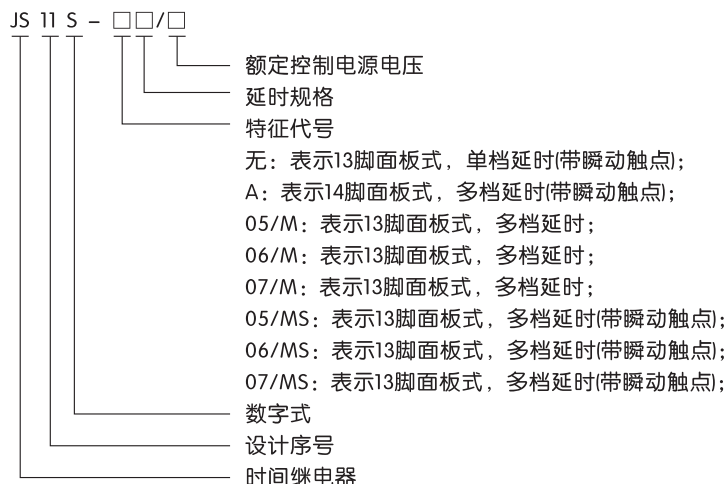 JS 11 S - □□/□
额定控制电源电压
延时规格
特征代号
无：表示13脚面板式，单档延时(带瞬动触点)；
A：表示14脚面板式，多档延时(带瞬动触点)；
05/M：表示13脚面板式，多档延时；
06/M：表示13脚面板式，多档延时；
07/M：表示13脚面板式，多档延时；
05/MS：表示13脚面板式，多档延时(带瞬动触点)；
06/MS：表示13脚面板式，多档延时(带瞬动触点)；
07/MS：表示13脚面板式，多档延时(带瞬动触点)；
数字式
设计序号
时间继电器